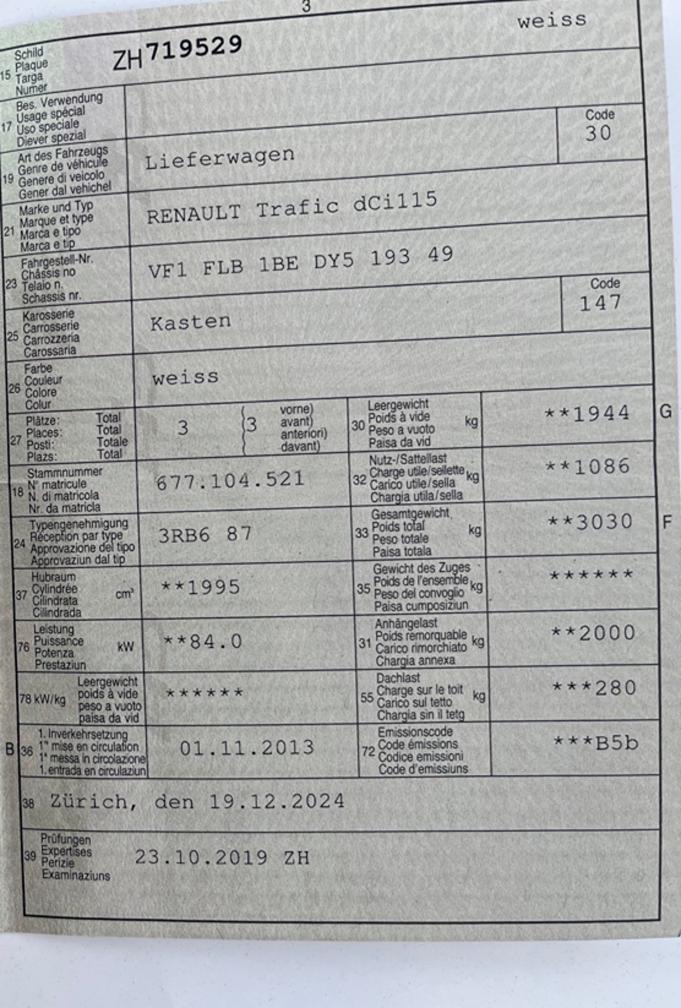 3
15 Schild
Plaque
Targa
Numer
ZH 719529
weiss
17 Bes. Verwendung
Usage spécial
Uso speciale
Diever spezial
19 Art des Fahrzeugs
Genre de véhicule
Genere di veicolo
Gener dal vehichel
Lieferwagen
Code
30
21 Marke und Typ
Marque et type
Marca e tipo
Marca e tip
RENAULT Trafic dCi115
23 Fahrgestell-Nr.
Châssis no
Telaio n.
Schassis nr.
VF1 FLB 1BE DY5 193 49
25 Karosserie
Carrosserie
Carrozzeria
Carossaria
Kasten
Code
147
26 Farbe
Couleur
Colore
Colur
weiss
27 Plätze: Total
Places: Total
Posti: Totale
Plazs: Total
3
(3 vorne)
avant)
anteriori)
davant)
30 Leergewicht
Poids à vide
Peso a vuoto
Paisa da vid
kg
**1944
G
18 Stammnummer
N° matricule
N. di matricola
Nr. da matricla
677.104.521
32 Nutz-/Sattellast
Charge utile/sellette
Carico utile/sella
Chargia utila/sella
kg
**1086
24 Typengenehmigung
Réception par type
Approvazione del tipo
Approvaziun dal tip
3RB6 87
33 Gesamtgewicht
Poids total
Peso totale
Paisa totala
kg
**3030
F
37 Hubraum
Cylindrée
Cilindrata
Cilindrada
cm³
**1995
35 Gewicht des Zuges
Poids de l'ensemble
Peso del convoglio
Paisa cumposiziun
kg
******
76 Leistung
Puissance
Potenza
Prestaziun
kW
**84.0
31 Anhängelast
Poids remorquable
Carico rimorchiato
Chargia annexa
kg
**2000
78 kW/kg
Leergewicht
poids à vide
peso a vuoto
paisa da vid
******
55 Dachlast
Charge sur le toit
Carico sul tetto
Chargia sin il tetg
kg
***280
B
36 1. Inverkehrsetzung
1re mise en circulation
1a messa in circolazione
1. entrada en circulaziun
01.11.2013
72 Emissionscode
Code émissions
Codice emissioni
Code d'emissiuns
***B5b
38 Zürich, den 19.12.2024
39 Prüfungen
Expertises
Perizie
Examinaziuns
23.10.2019 ZH